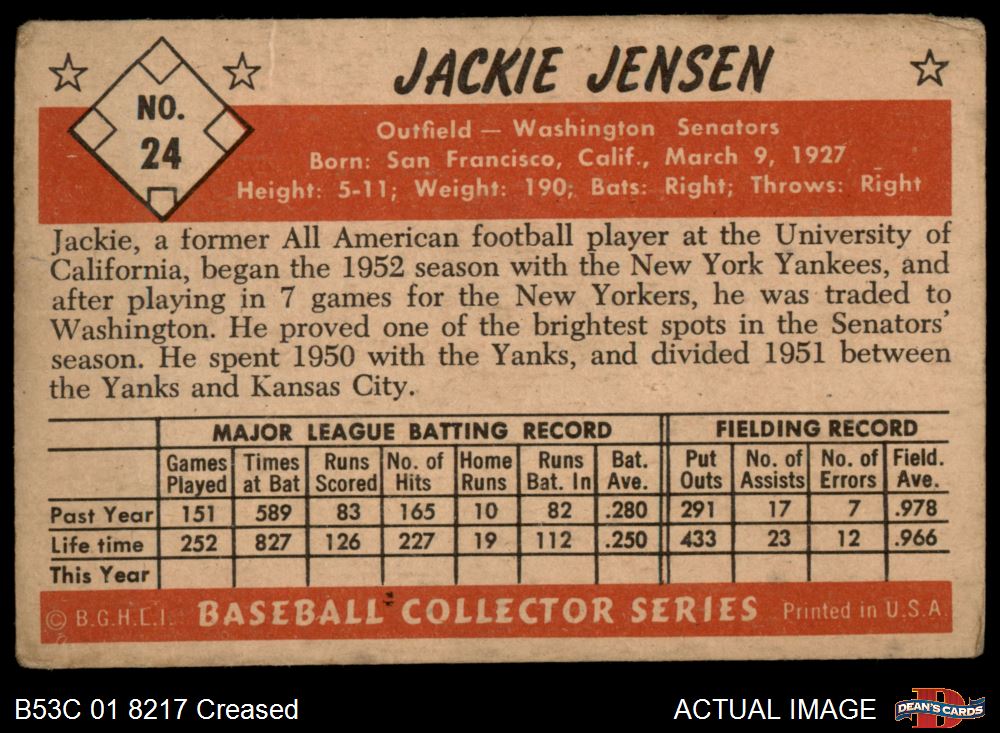 JACKIE JENSEN
NO.
24
Outfield — Washington Senators
Born: San Francisco, Calif., March 9, 1927
Height: 5-11; Weight: 190; Bats: Right; Throws: Right
Jackie, a former All American football player at the University of
California, began the 1952 season with the New York Yankees, and
after playing in 7 games for the New Yorkers, he was traded to
Washington. He proved one of the brightest spots in the Senators'
season. He spent 1950 with the Yanks, and divided 1951 between
the Yanks and Kansas City.
MAJOR LEAGUE BATTING RECORD FIELDING RECORD
Games Times Runs No. of Home Runs Bat. Put No. of No. of Field.
Played at Bat Scored Hits Runs Bat. In Ave. Outs Assists Errors Ave.
Past Year 151 589 83 165 10 82 .280 291 17 7 .978
Life time 252 827 126 227 19 112 .250 433 23 12 .966
This Year
© B.G.H.L.I. BASEBALL COLLECTOR SERIES Printed in U.S.A.
B53C 01 8217 Creased ACTUAL IMAGE DEAN'S CARDS